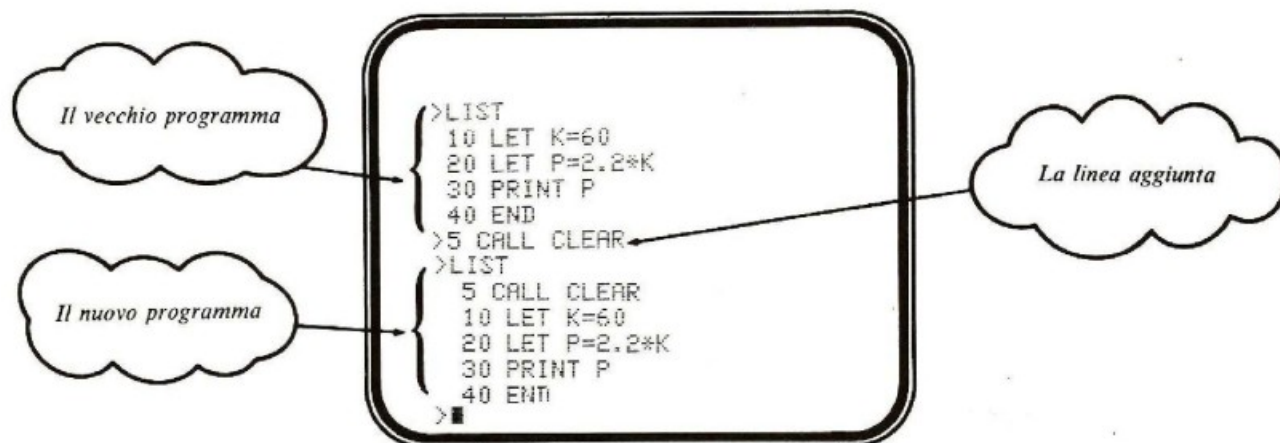 Il vecchio programma
>LIST
10 LET K=60
20 LET P=2.2*K
30 PRINT P
40 END
>5 CALL CLEAR
La linea aggiunta
Il nuovo programma
>LIST
5 CALL CLEAR
10 LET K=60
20 LET P=2.2*K
30 PRINT P
40 END
>